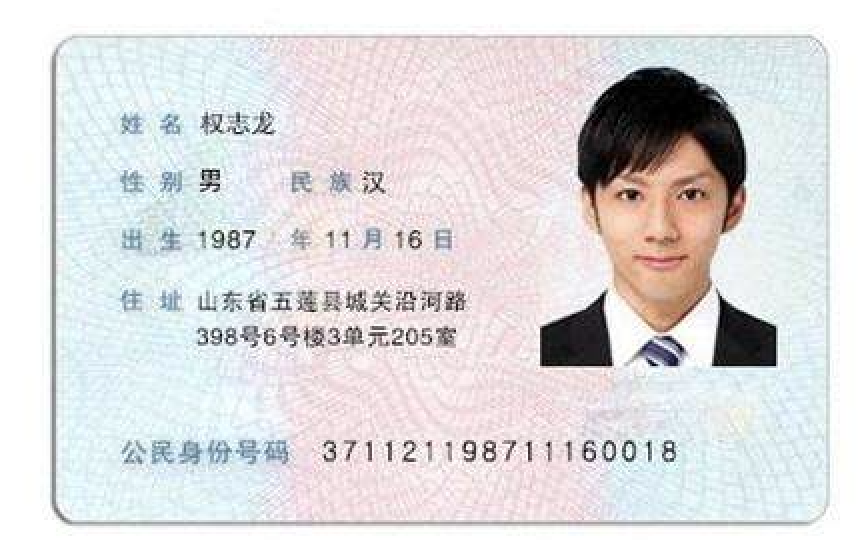 姓名 权志龙
性别 男 民族 汉
出生 1987 年 11 月 16 日
住址 山东省五莲县城关沿河路
398号6号楼3单元205室
公民身份号码 371121198711160018